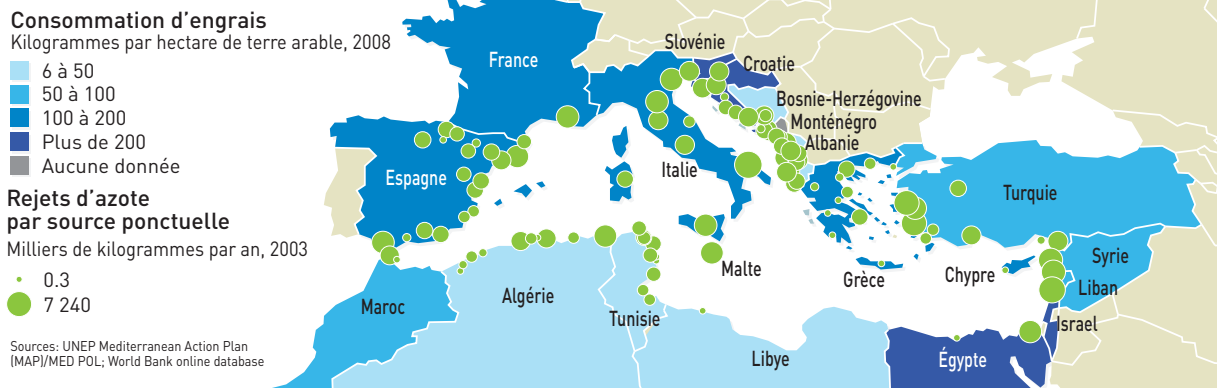 Consommation d'engrais
Kilogrammes par hectare de terre arable, 2008
6 à 50
50 à 100
100 à 200
Plus de 200
Aucune donnée
Rejets d'azote
par source ponctuelle
Milliers de kilogrammes par an, 2003
0.3
7 240
Sources: UNEP Mediterranean Action Plan
(MAP)/MED POL; World Bank online database
France
Slovénie
Croatie
Bosnie-Herzégovine
Monténégro
Albanie
Italie
Espagne
Turquie
Malte
Grèce
Chypre
Syrie
Liban
Israel
Maroc
Algérie
Tunisie
Libye
Égypte